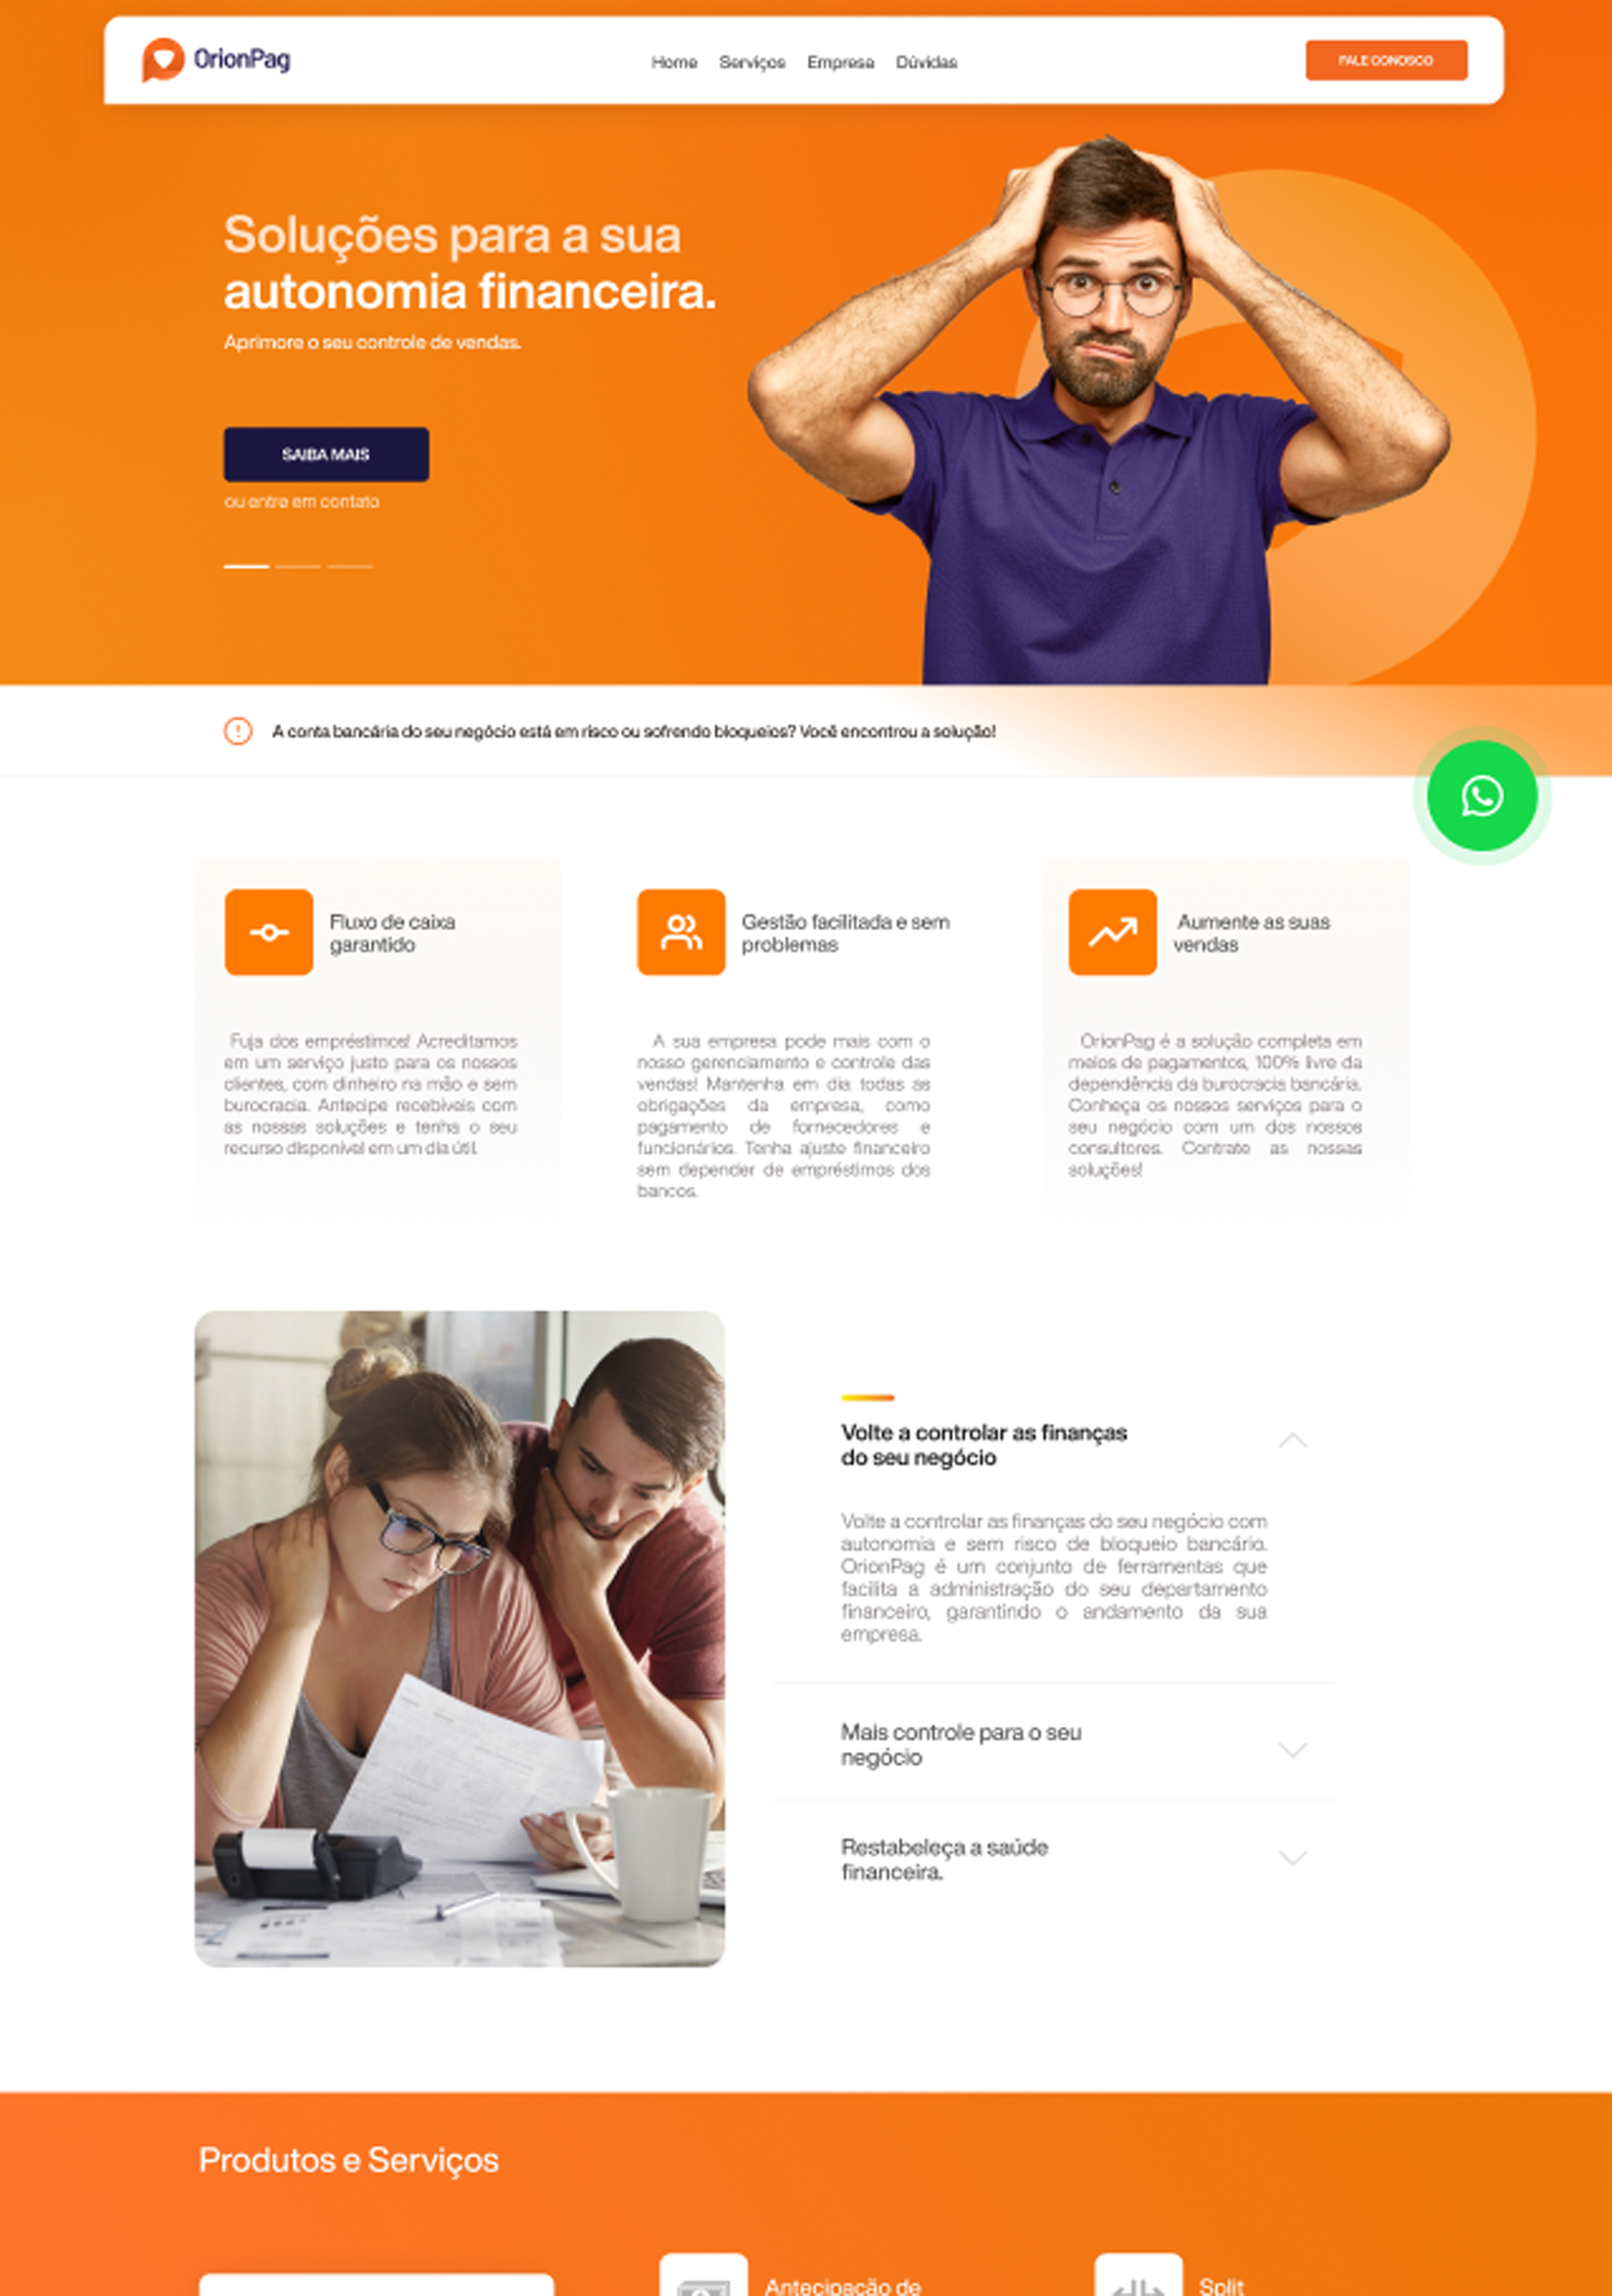 OrionPag
Home Serviços Empresa Dúvidas
FALE CONOSCO
Soluções para a sua
autonomia financeira.
Aprimore o seu controle de vendas.
SAIBA MAIS
ou entre em contato
A conta bancária do seu negócio está em risco ou sofrendo bloqueios? Você encontrou a solução!
Fluxo de caixa
garantido
Fuja dos empréstimos! Acreditamos
em um serviço justo para os nossos
clientes, com dinheiro na mão e sem
burocracia. Antecipe recebíveis com
as nossas soluções e tenha o seu
recurso disponível em um dia útil.
Gestão facilitada e sem
problemas
A sua empresa pode mais com o
nosso gerenciamento e controle das
vendas! Mantenha em dia todas as
obrigações da empresa, como
pagamento de fornecedores e
funcionários. Tenha ajuste financeiro
sem depender de empréstimos dos
bancos.
Aumente as suas
vendas
OrionPag é a solução completa em
meios de pagamentos, 100% livre da
dependência da burocracia bancária.
Conheça os nossos serviços para o
seu negócio com um dos nossos
consultores. Contrate as nossas
soluções!
Volte a controlar as finanças
do seu negócio
Volte a controlar as finanças do seu negócio com
autonomia e sem risco de bloqueio bancário.
OrionPag é um conjunto de ferramentas que
facilita a administração do seu departamento
financeiro, garantindo o andamento da sua
empresa.
Mais controle para o seu
negócio
Restabeleça a saúde
financeira.
Produtos e Serviços
Antecipação de
Split